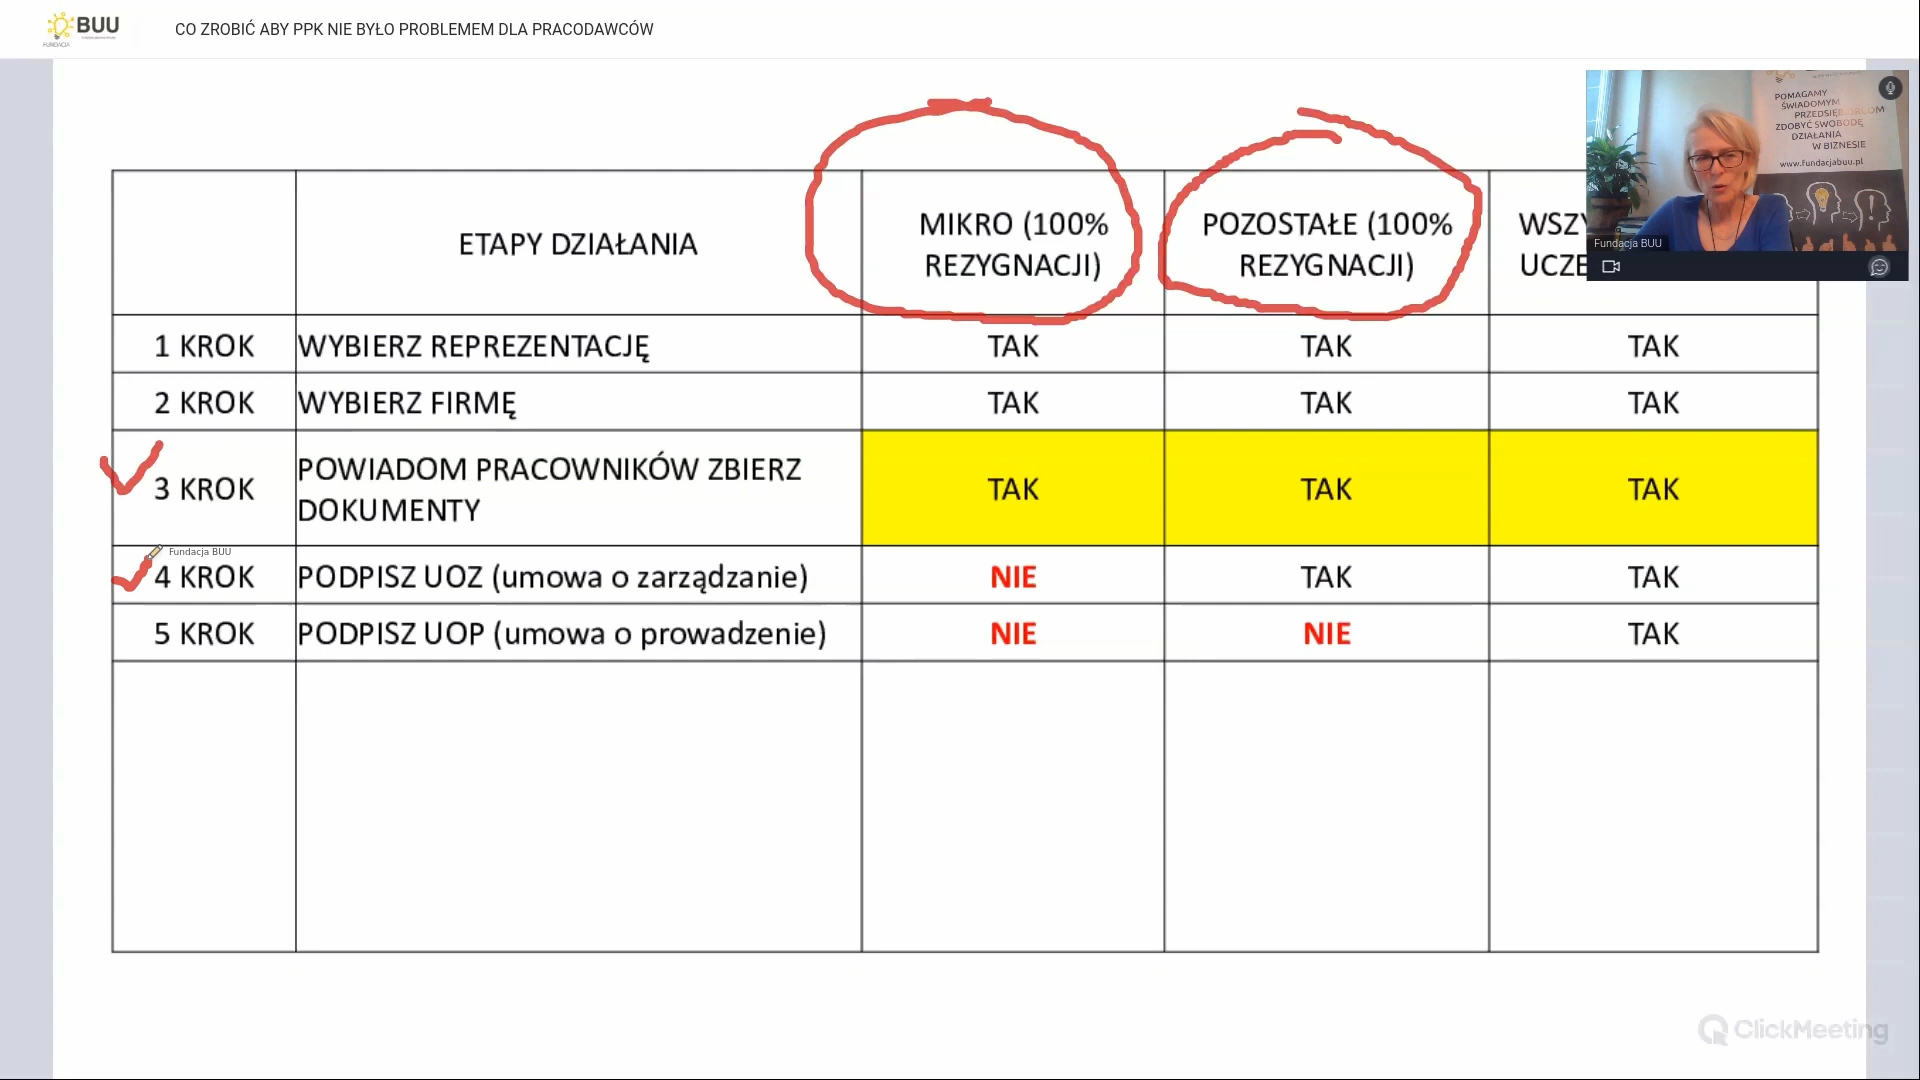 BUU
FUNDACJA
CO ZROBIĆ ABY PPK NIE BYŁO PROBLEMEM DLA PRACODAWCÓW
POMAGAMY
ŚWIADOMYM
PRZEDSIĘBIORCOM
ZDOBYĆ SWOBODĘ
DZIAŁANIA
W BIZNESIE
www.fundacjabuu.pl
Fundacja BUU
ETAPY DZIAŁANIA
MIKRO (100%
REZYGNACJI)
POZOSTAŁE (100%
REZYGNACJI)
WSZY
UCZE
1 KROK WYBIERZ REPREZENTACJĘ TAK TAK TAK
2 KROK WYBIERZ FIRMĘ TAK TAK TAK
3 KROK POWIADOM PRACOWNIKÓW ZBIERZ
DOKUMENTY TAK TAK TAK
Fundacja BUU
4 KROK PODPISZ UOZ (umowa o zarządzanie) NIE TAK TAK
5 KROK PODPISZ UOP (umowa o prowadzenie) NIE NIE TAK
ClickMeeting